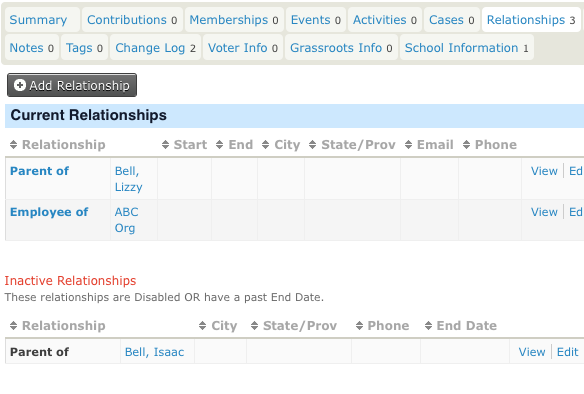 Summary Contributions 0 Memberships 0 Events 0 Activities 0 Cases 0 Relationships 3
Notes 0 Tags 0 Change Log 2 Voter Info 0 Grassroots Info 0 School Information 1
Add Relationship
Current Relationships
Relationship Start End City State/Prov Email Phone
Parent of Bell, Lizzy View Ed
Employee of ABC Org View Ed
Inactive Relationships
These relationships are Disabled OR have a past End Date.
Relationship City State/Prov Phone End Date
Parent of Bell, Isaac View Edit